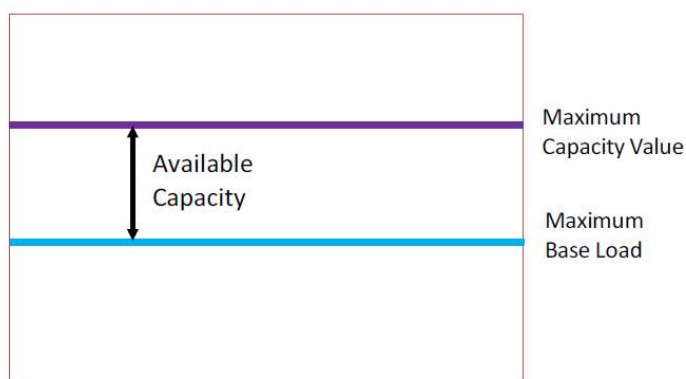 Maximum
Capacity Value
Available
Capacity
Maximum
Base Load